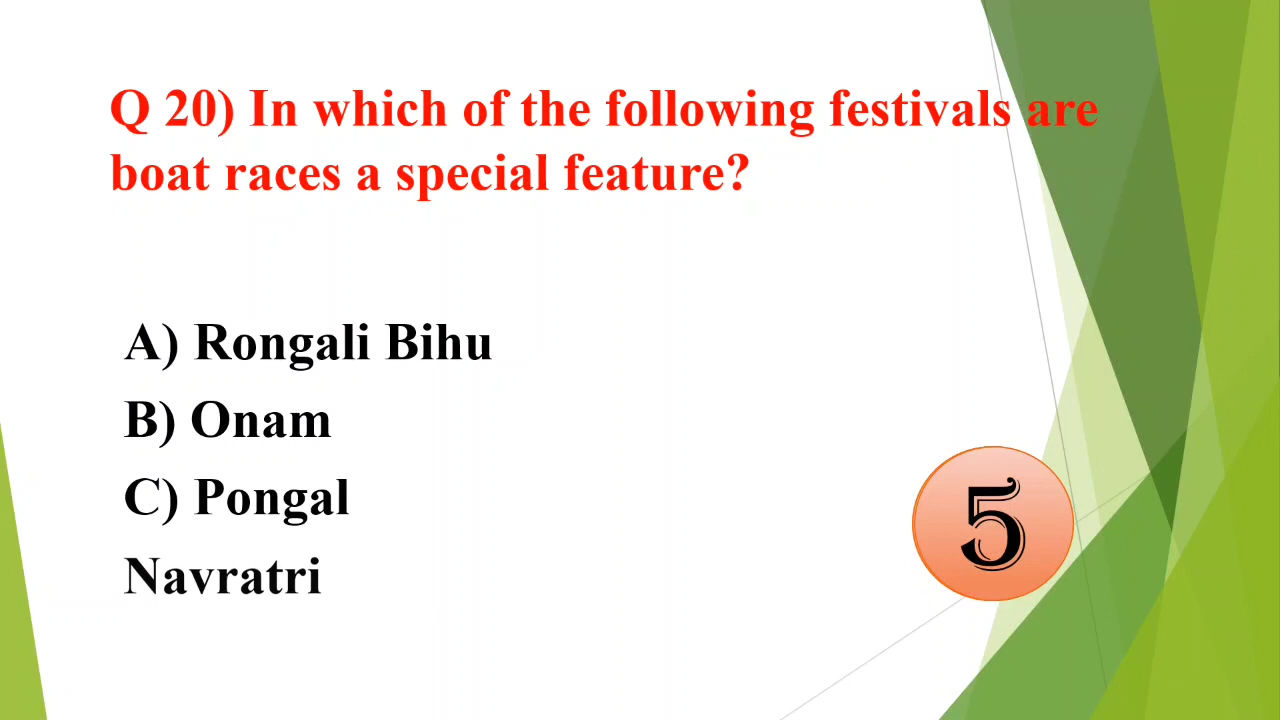 Q 20) In which of the following festivals are
boat races a special feature?
A) Rongali Bihu
B) Onam
C) Pongal
Navratri
5